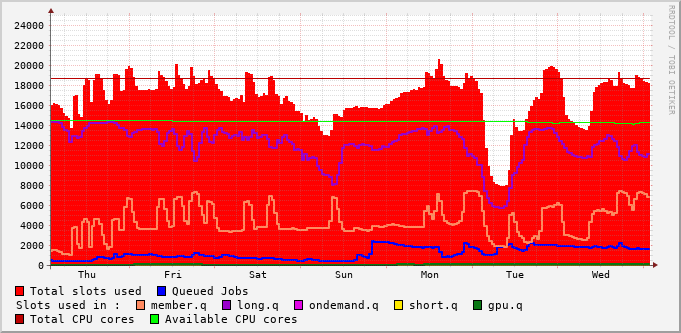 24000
22000
20000
18000
16000
14000
12000
10000
8000
6000
4000
2000
0
Thu Fri Sat Sun Mon Tue Wed
RRDTOOL / TOBI OETIKER
Total slots used Queued Jobs
Slots used in : member.q long.q ondemand.q short.q gpu.q
Total CPU cores Available CPU cores